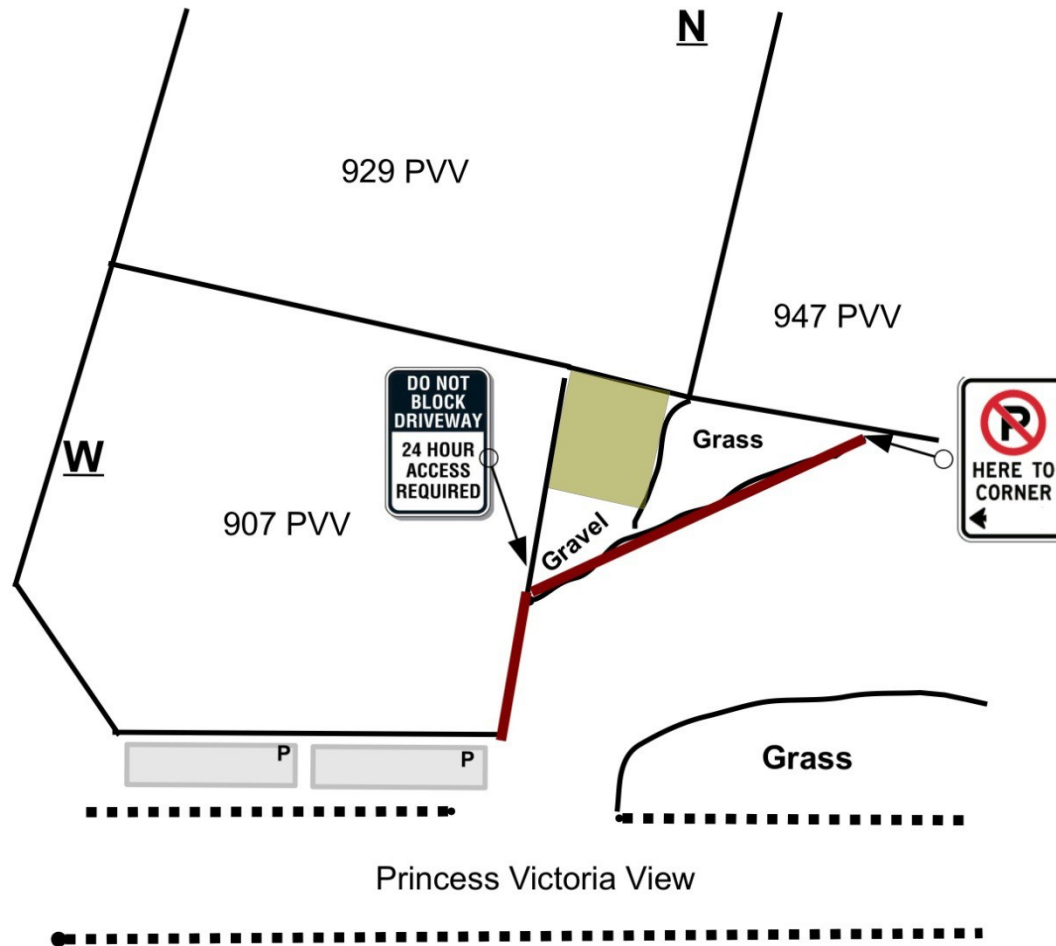 N
929 PVV
947 PVV
DO NOT
BLOCK
DRIVEWAY
24 HOUR
ACCESS
REQUIRED
Grass
P
HERE TO
CORNER
W
907 PVV
Gravel
P
P
Grass
Princess Victoria View